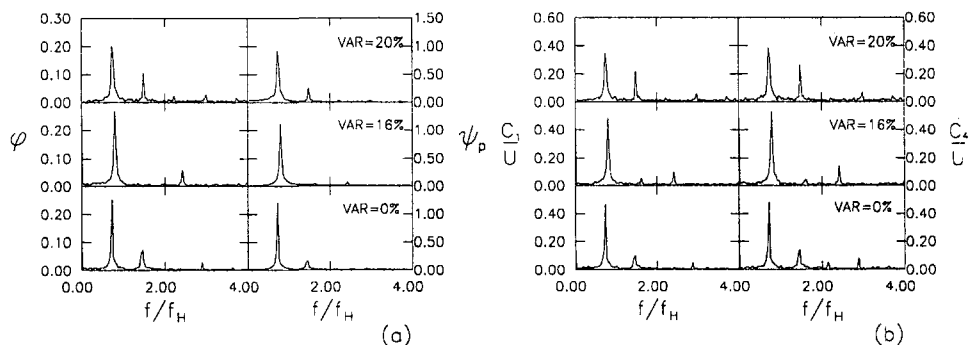 0.30 1.50 0.60 0.60
VAR=20% VAR=20%
0.20 1.00 0.40 0.40
0.10 0.50 0.20 0.20
0.00 0.00 0.00 0.00
VAR=16% VAR=16%
φ 0.20 1.00 ψp C₁/U 0.40 0.40 C₄/U
0.10 0.50 0.20 0.20
0.00 0.00 0.00 0.00
VAR=0% VAR=0%
0.20 1.00 0.40 0.40
0.10 0.50 0.20 0.20
0.00 0.00 0.00 0.00
0.00 2.00 4.00 2.00 4.00 0.00 2.00 4.00 2.00 4.00
f/fH f/fH f/fH f/fH
(a) (b)